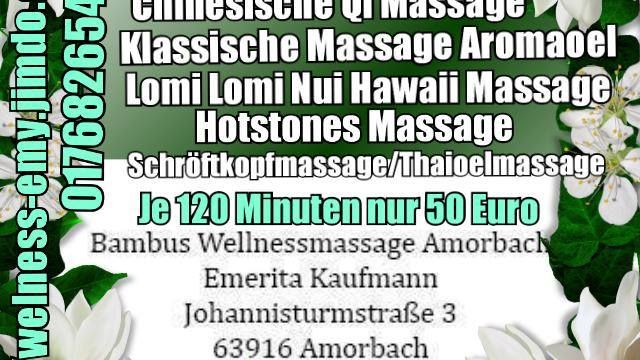 Chinesische Qi Massage
Klassische Massage Aromaoel
Lomi Lomi Nui Hawaii Massage
Hotstones Massage
Schröftkopfmassage/Thaioelmassage
Je 120 Minuten nur 50 Euro
Bambus Wellnessmassage Amorbach
Emerita Kaufmann
Johannisturmstraße 3
63916 Amorbach
welness-emy.jimdo.
01768265